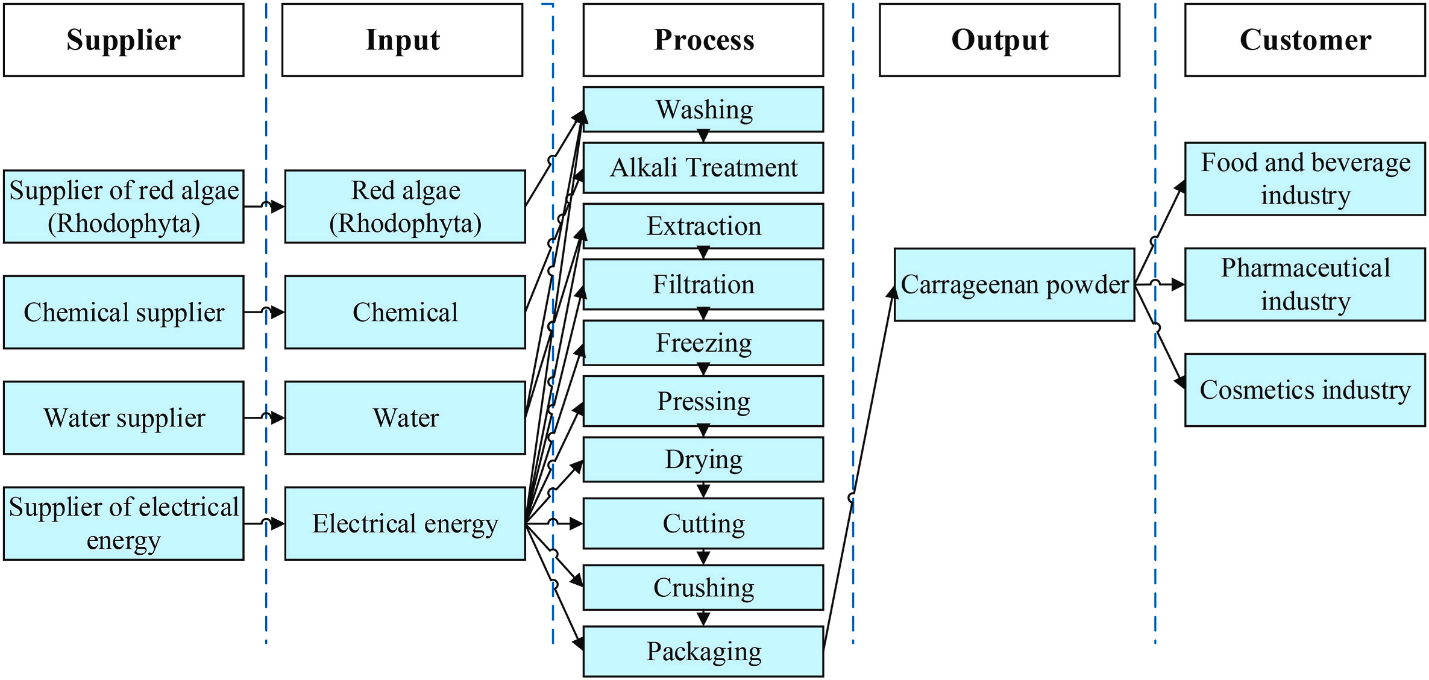 Supplier
Input
Process
Output
Customer
Supplier of red algae
(Rhodophyta)
Chemical supplier
Water supplier
Supplier of electrical
energy
Red algae
(Rhodophyta)
Chemical
Water
Electrical energy
Washing
Alkali Treatment
Extraction
Filtration
Freezing
Pressing
Drying
Cutting
Crushing
Packaging
Carrageenan powder
Food and beverage
industry
Pharmaceutical
industry
Cosmetics industry